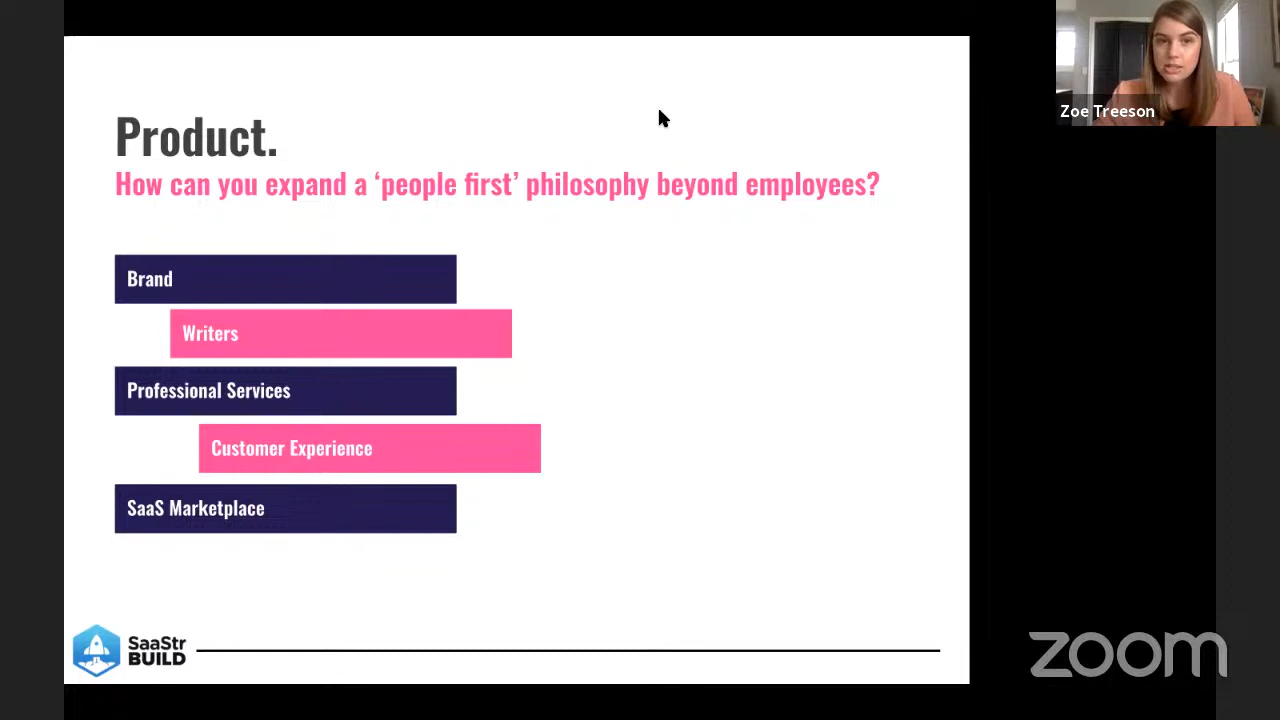 Zoe Treeson
Product.
How can you expand a ‘people first’ philosophy beyond employees?
Brand
Writers
Professional Services
Customer Experience
SaaS Marketplace
SaaStr
BUILD
zoom